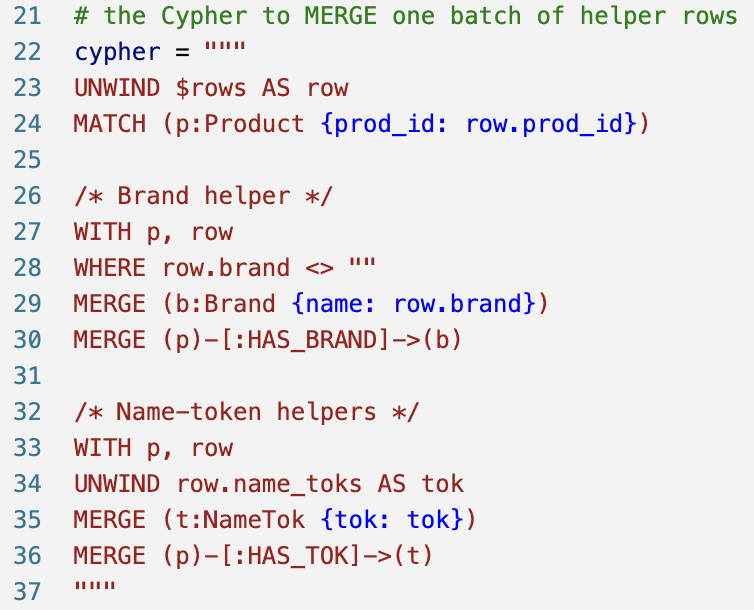 21 # the Cypher to MERGE one batch of helper rows
22 cypher = """
23 UNWIND $rows AS row
24 MATCH (p:Product {prod_id: row.prod_id})
25
26 /* Brand helper */
27 WITH p, row
28 WHERE row.brand <> ""
29 MERGE (b:Brand {name: row.brand})
30 MERGE (p)-[:HAS_BRAND]->(b)
31
32 /* Name-token helpers */
33 WITH p, row
34 UNWIND row.name_toks AS tok
35 MERGE (t:NameTok {tok: tok})
36 MERGE (p)-[:HAS_TOK]->(t)
37 """